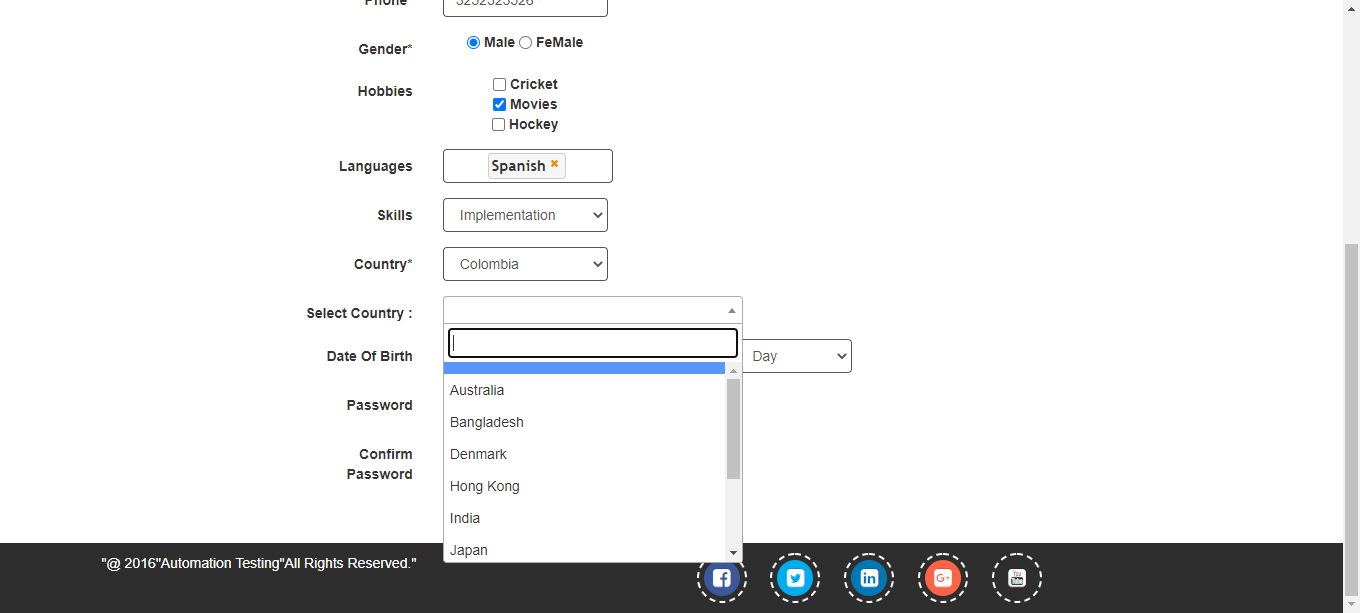 Phone
3252525526
Gender*
Male FeMale
Hobbies
Cricket
Movies
Hockey
Languages
Spanish
Skills
Implementation
Country*
Colombia
Select Country :
Date Of Birth
Day
Australia
Password
Bangladesh
Confirm
Password
Denmark
Hong Kong
India
Japan
"@ 2016"Automation Testing"All Rights Reserved."
f
in
G+
You
Tube